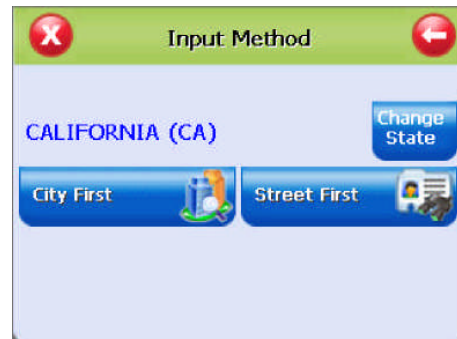 Input Method
CALIFORNIA (CA)
Change
State
City First
Street First